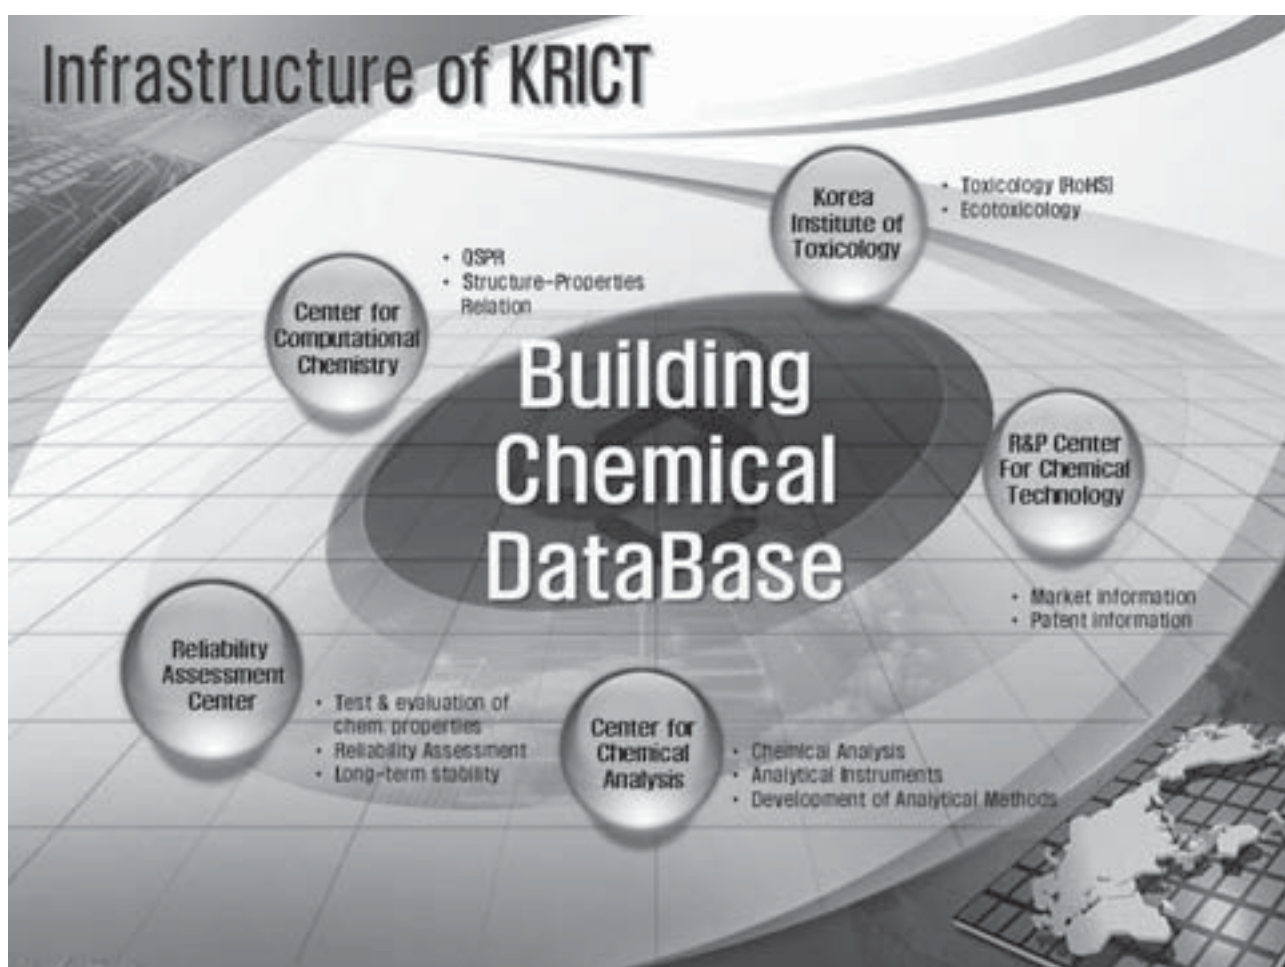 Infrastructure of KRICT
Korea
Institute of
Toxicology
• Toxicology (RoHS)
• Ecotoxicology
Center for
Computational
Chemistry
• QSPR
• Structure-Properties
Relation
Building
Chemical
DataBase
R&P Center
For Chemical
Technology
• Market information
• Patent information
Reliability
Assessment
Center
• Test & evaluation of
chem. properties
• Reliability Assessment
• Long-term stability
Center for
Chemical
Analysis
• Chemical Analysis
• Analytical Instruments
• Development of Analytical Methods